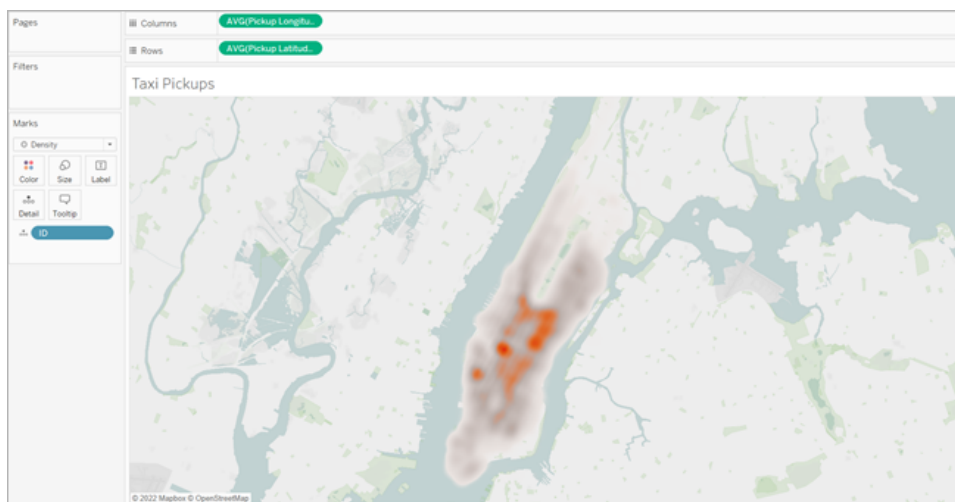 Pages
Columns
AVG(Pickup Longitu..
Rows
AVG(Pickup Latitud..
Filters
Taxi Pickups
Marks
Density
Color
Size
Label
Detail
Tooltip
ID
© 2022 Mapbox © OpenStreetMap